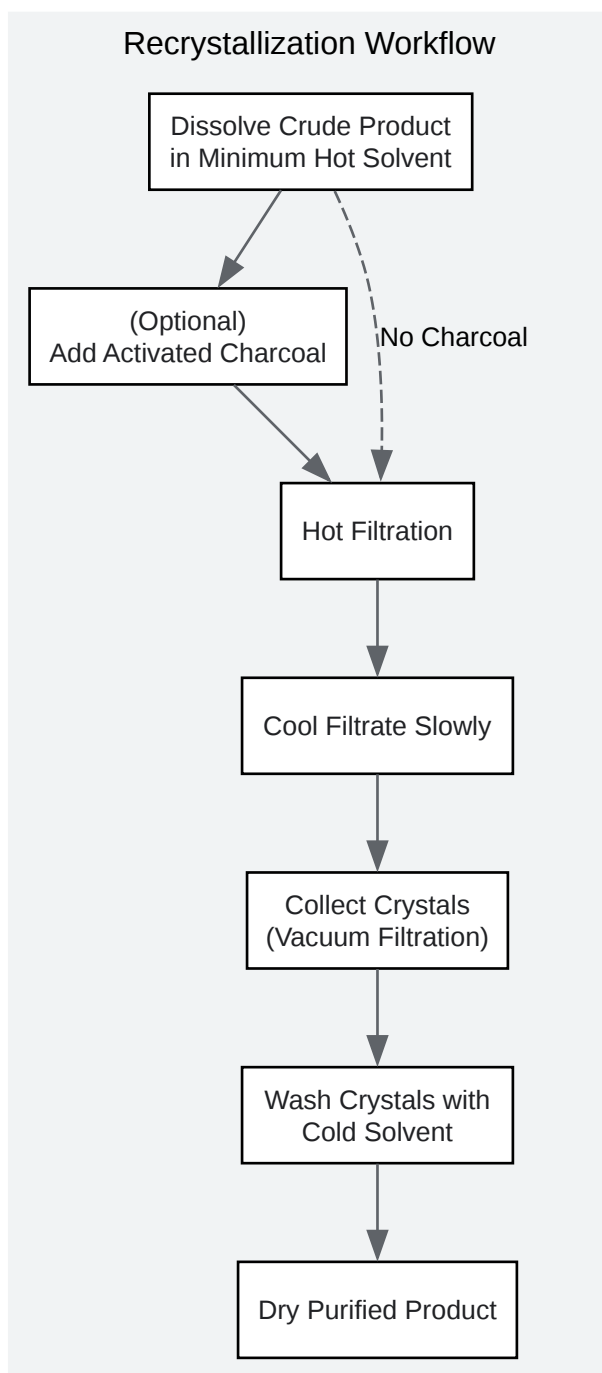 Recrystallization Workflow
Dissolve Crude Product
in Minimum Hot Solvent
(Optional)
Add Activated Charcoal
No Charcoal
Hot Filtration
Cool Filtrate Slowly
Collect Crystals
(Vacuum Filtration)
Wash Crystals with
Cold Solvent
Dry Purified Product